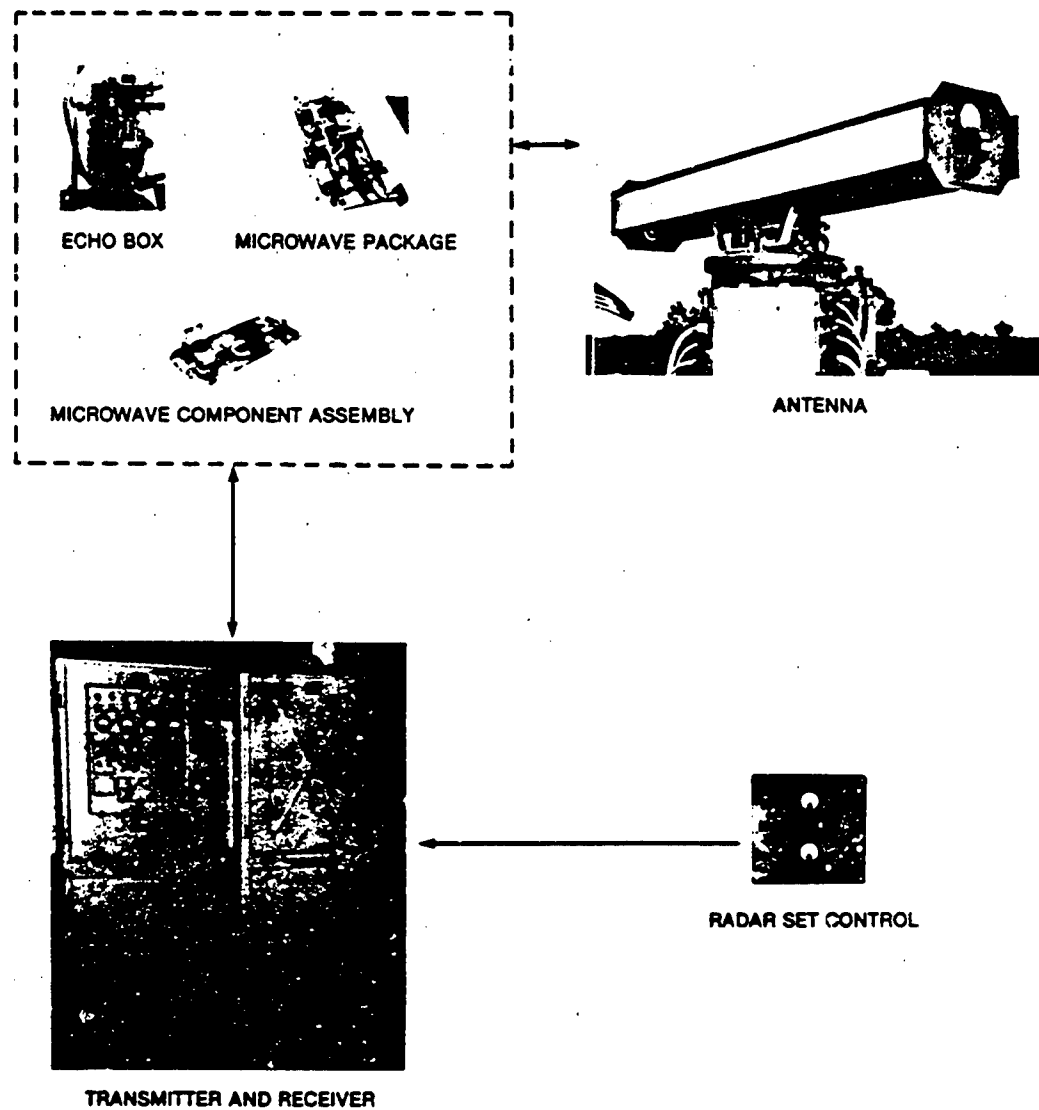 ECHO BOX
MICROWAVE PACKAGE
MICROWAVE COMPONENT ASSEMBLY
ANTENNA
RADAR SET CONTROL
TRANSMITTER AND RECEIVER